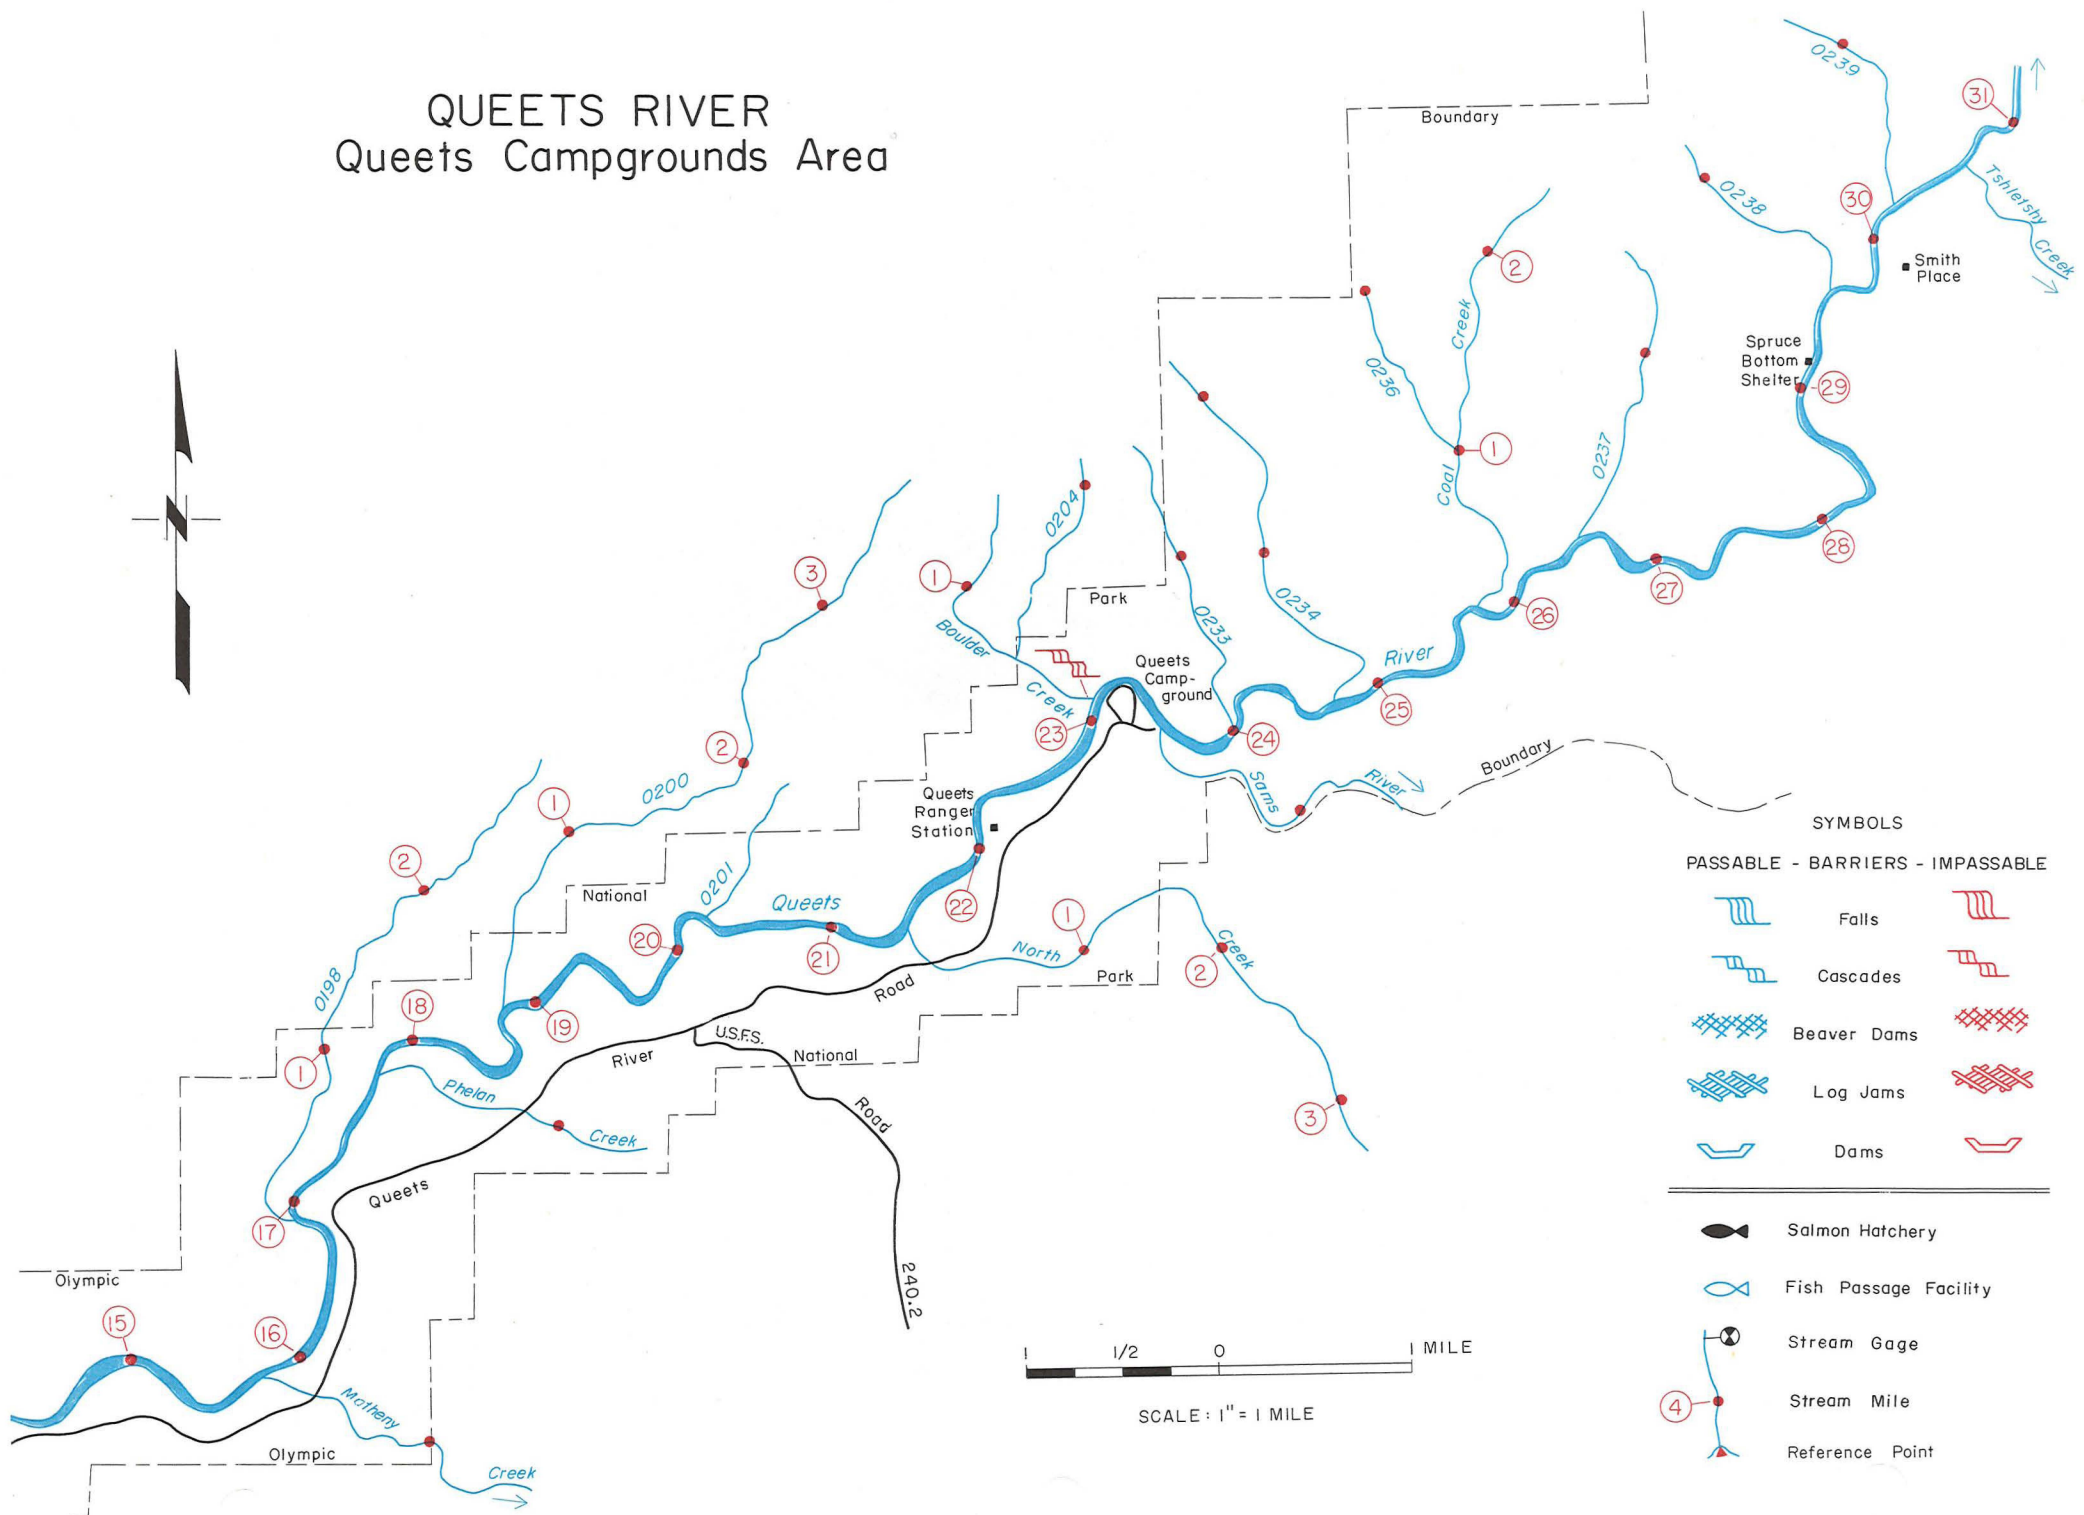 QUEETS RIVER
Queets Campgrounds Area
Boundary
0239
31
Tshletshy
Creek
30
0238
Smith
Place
2
Creek
0236
Spruce
Bottom
Shelter
29
1
Coal
0237
28
27
26
0204
3
1
Park
0234
0233
Boulder
Creek
Queets
Camp-
ground
River
25
23
24
2
0200
1
Boundary
Sams
River
Queets
Ranger
Station
2
0201
National
22
Queets
20
21
1
North
Creek
2
Park
0198
18
19
Road
U.S.F.S.
River
National
1
Phelan
Creek
Road
3
Queets
17
Olympic
240.2
15
16
Matheny
Olympic
Creek
1 1/2 0 1 MILE
SCALE: 1" = 1 MILE
SYMBOLS
PASSABLE - BARRIERS - IMPASSABLE
Falls
Cascades
Beaver Dams
Log Jams
Dams
Salmon Hatchery
Fish Passage Facility
Stream Gage
4 Stream Mile
Reference Point
N